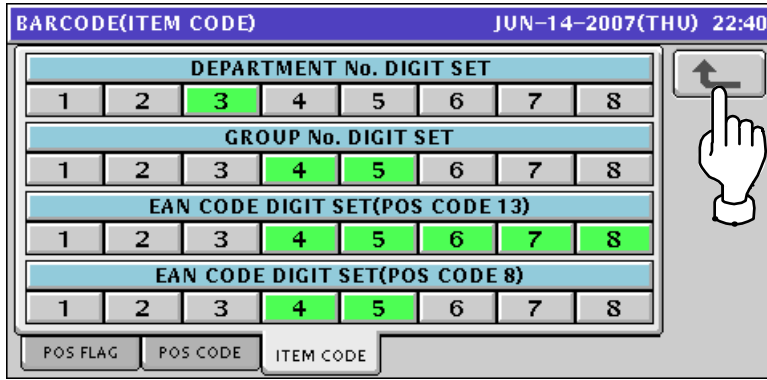 BARCODE(ITEM CODE) JUN-14-2007(THU) 22:40
DEPARTMENT No. DIGIT SET
1 2 3 4 5 6 7 8
GROUP No. DIGIT SET
1 2 3 4 5 6 7 8
EAN CODE DIGIT SET(POS CODE 13)
1 2 3 4 5 6 7 8
EAN CODE DIGIT SET(POS CODE 8)
1 2 3 4 5 6 7 8
POS FLAG POS CODE ITEM CODE